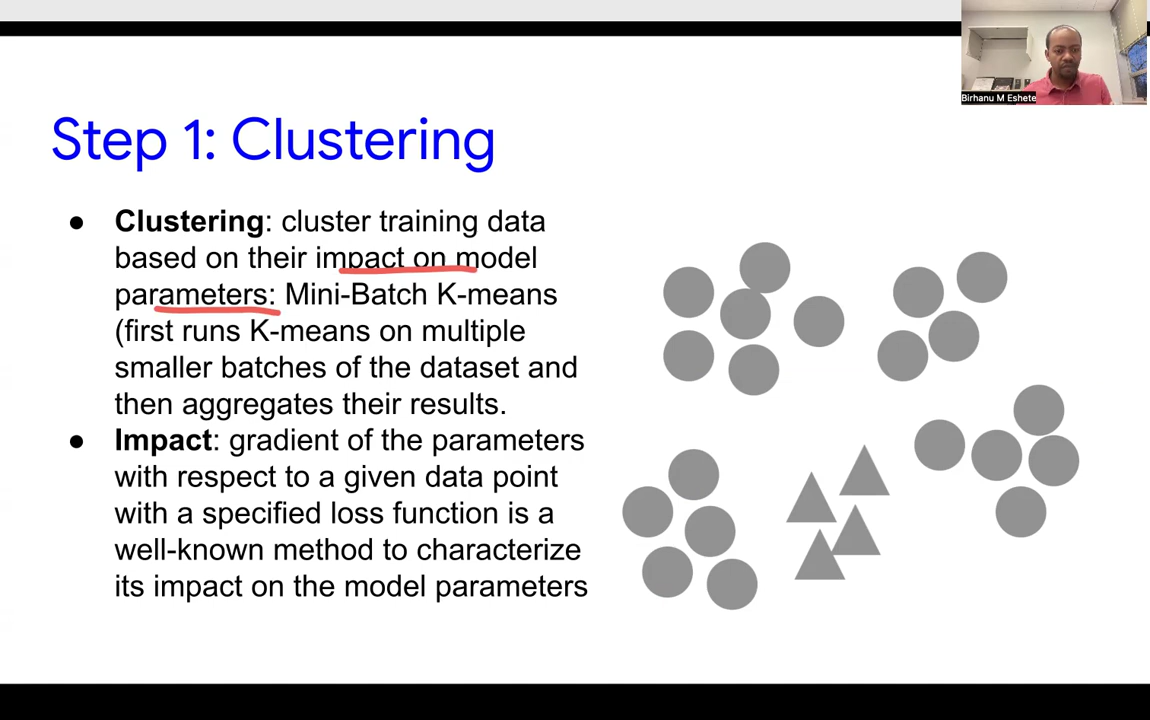 Birhanu M Eshete
Step 1: Clustering
● Clustering: cluster training data
based on their impact on model
parameters: Mini-Batch K-means
(first runs K-means on multiple
smaller batches of the dataset and
then aggregates their results.
● Impact: gradient of the parameters
with respect to a given data point
with a specified loss function is a
well-known method to characterize
its impact on the model parameters